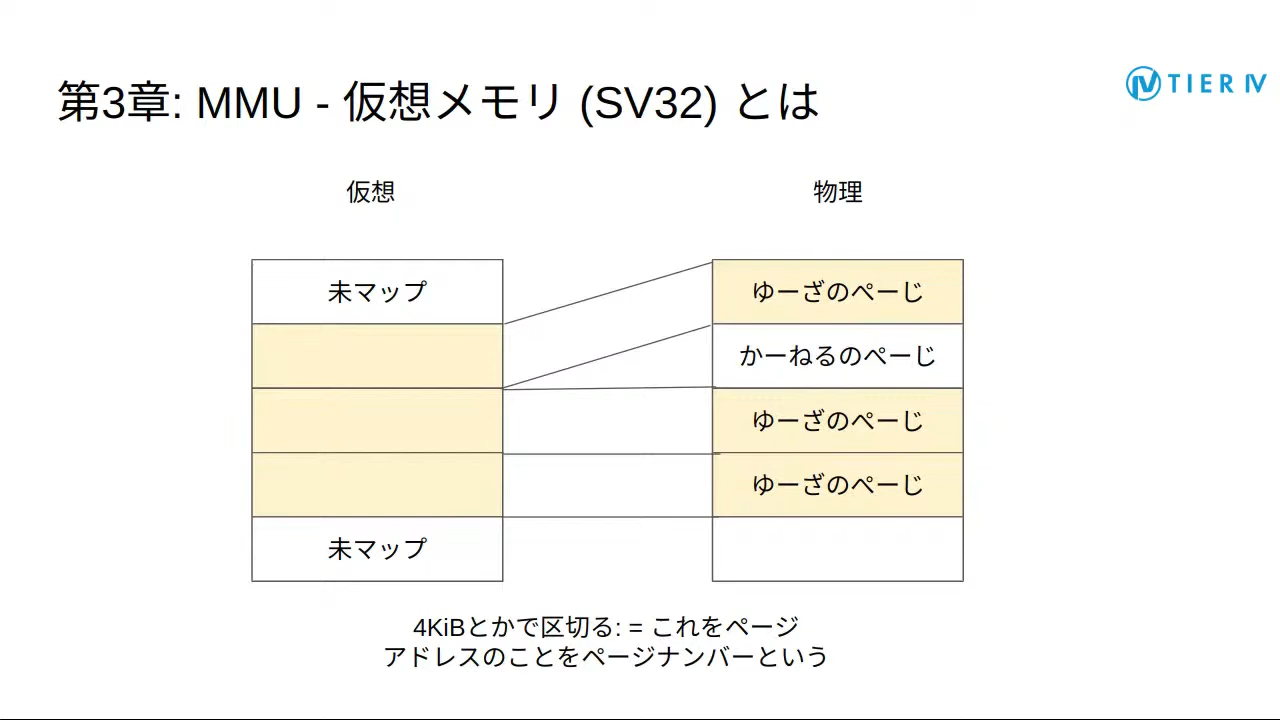 第3章: MMU - 仮想メモリ (SV32) とは
TIER IV
仮想
物理
未マップ
ゆーざのぺーじ
かーねるのぺーじ
ゆーざのぺーじ
ゆーざのぺーじ
未マップ
4KiBとかで区切る: = これをページ
アドレスのことをページナンバーという